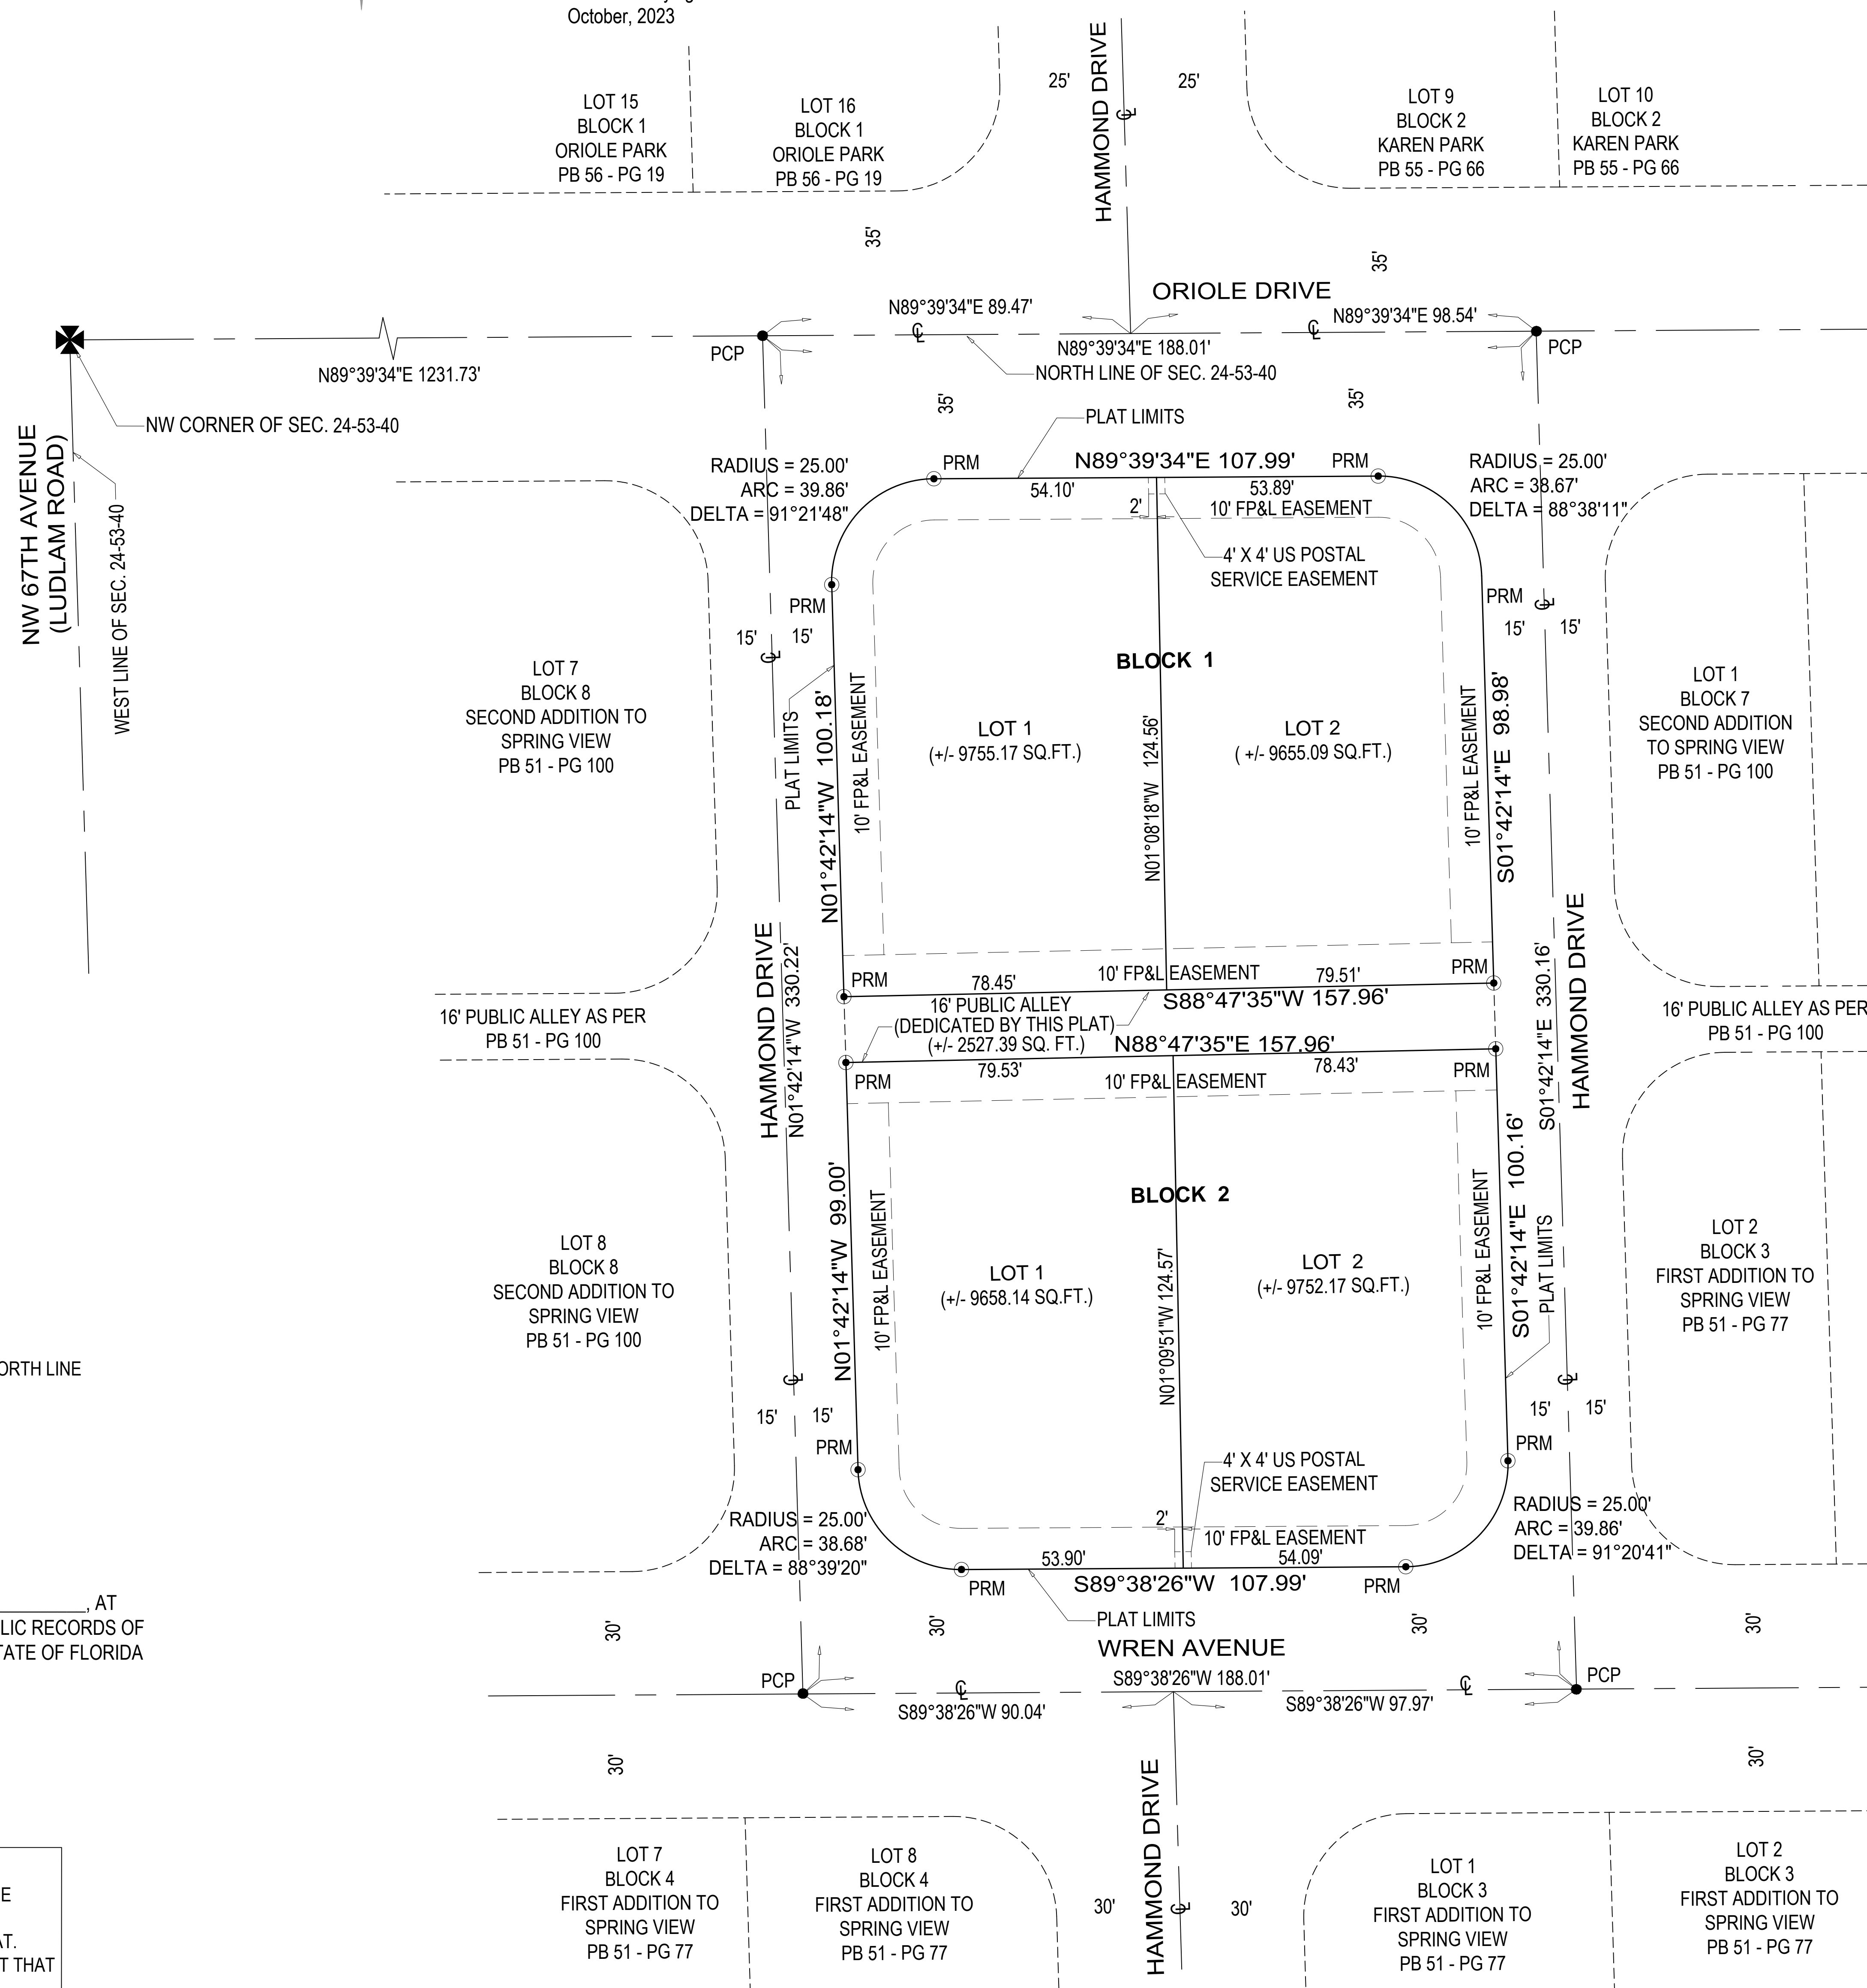 October, 2023
LOT 15
BLOCK 1
ORIOLE PARK
PB 56 - PG 19
LOT 16
BLOCK 1
ORIOLE PARK
PB 56 - PG 19
25'
HAMMOND DRIVE
25'
℄
LOT 9
BLOCK 2
KAREN PARK
PB 55 - PG 66
LOT 10
BLOCK 2
KAREN PARK
PB 55 - PG 66
35'
35'
ORIOLE DRIVE
N89°39'34"E 89.47'
℄
℄
N89°39'34"E 98.54'
PCP
N89°39'34"E 188.01'
PCP
N89°39'34"E 1231.73'
NORTH LINE OF SEC. 24-53-40
NW CORNER OF SEC. 24-53-40
35'
35'
PLAT LIMITS
NW 67TH AVENUE
(LUDLAM ROAD)
WEST LINE OF SEC. 24-53-40
RADIUS = 25.00'
ARC = 39.86'
DELTA = 91°21'48"
PRM
N89°39'34"E 107.99'
PRM
54.10'
53.89'
2'
10' FP&L EASEMENT
RADIUS = 25.00'
ARC = 38.67'
DELTA = 88°38'11"
4' X 4' US POSTAL
SERVICE EASEMENT
PRM
PRM
15'
15'
℄
℄
15'
15'
BLOCK 1
LOT 7
BLOCK 8
SECOND ADDITION TO
SPRING VIEW
PB 51 - PG 100
PLAT LIMITS
N01°42'14"W 100.18'
10' FP&L EASEMENT
LOT 1
(+/- 9755.17 SQ.FT.)
N01°08'18"W 124.56'
LOT 2
( +/- 9655.09 SQ.FT.)
10' FP&L EASEMENT
S01°42'14"E 98.98'
LOT 1
BLOCK 7
SECOND ADDITION
TO SPRING VIEW
PB 51 - PG 100
HAMMOND DRIVE
N01°42'14"W 330.22'
S01°42'14"E 330.16'
HAMMOND DRIVE
PRM
78.45'
10' FP&L EASEMENT
79.51'
PRM
S88°47'35"W 157.96'
16' PUBLIC ALLEY
(DEDICATED BY THIS PLAT)
(+/- 2527.39 SQ. FT.)
N88°47'35"E 157.96'
16' PUBLIC ALLEY AS PER
PB 51 - PG 100
16' PUBLIC ALLEY AS PER
PB 51 - PG 100
PRM
79.53'
10' FP&L EASEMENT
78.43'
PRM
BLOCK 2
N01°42'14"W 99.00'
10' FP&L EASEMENT
LOT 1
(+/- 9658.14 SQ.FT.)
N01°09'51"W 124.57'
LOT 2
(+/- 9752.17 SQ.FT.)
10' FP&L EASEMENT
S01°42'14"E 100.16'
PLAT LIMITS
LOT 8
BLOCK 8
SECOND ADDITION TO
SPRING VIEW
PB 51 - PG 100
LOT 2
BLOCK 3
FIRST ADDITION TO
SPRING VIEW
PB 51 - PG 77
ORTH LINE
℄
℄
15'
15'
15'
15'
PRM
PRM
4' X 4' US POSTAL
SERVICE EASEMENT
2'
10' FP&L EASEMENT
RADIUS = 25.00'
ARC = 38.68'
DELTA = 88°39'20"
RADIUS = 25.00'
ARC = 39.86'
DELTA = 91°20'41"
53.90'
54.09'
PRM
S89°38'26"W 107.99'
PRM
, AT
LIC RECORDS OF
TATE OF FLORIDA
PLAT LIMITS
30'
30'
30'
30'
WREN AVENUE
PCP
S89°38'26"W 188.01'
PCP
℄
℄
S89°38'26"W 90.04'
S89°38'26"W 97.97'
30'
30'
HAMMOND DRIVE
LOT 7
BLOCK 4
FIRST ADDITION TO
SPRING VIEW
PB 51 - PG 77
LOT 8
BLOCK 4
FIRST ADDITION TO
SPRING VIEW
PB 51 - PG 77
30'
℄
30'
LOT 1
BLOCK 3
FIRST ADDITION TO
SPRING VIEW
PB 51 - PG 77
LOT 2
BLOCK 3
FIRST ADDITION TO
SPRING VIEW
PB 51 - PG 77
E
AT.
T THAT